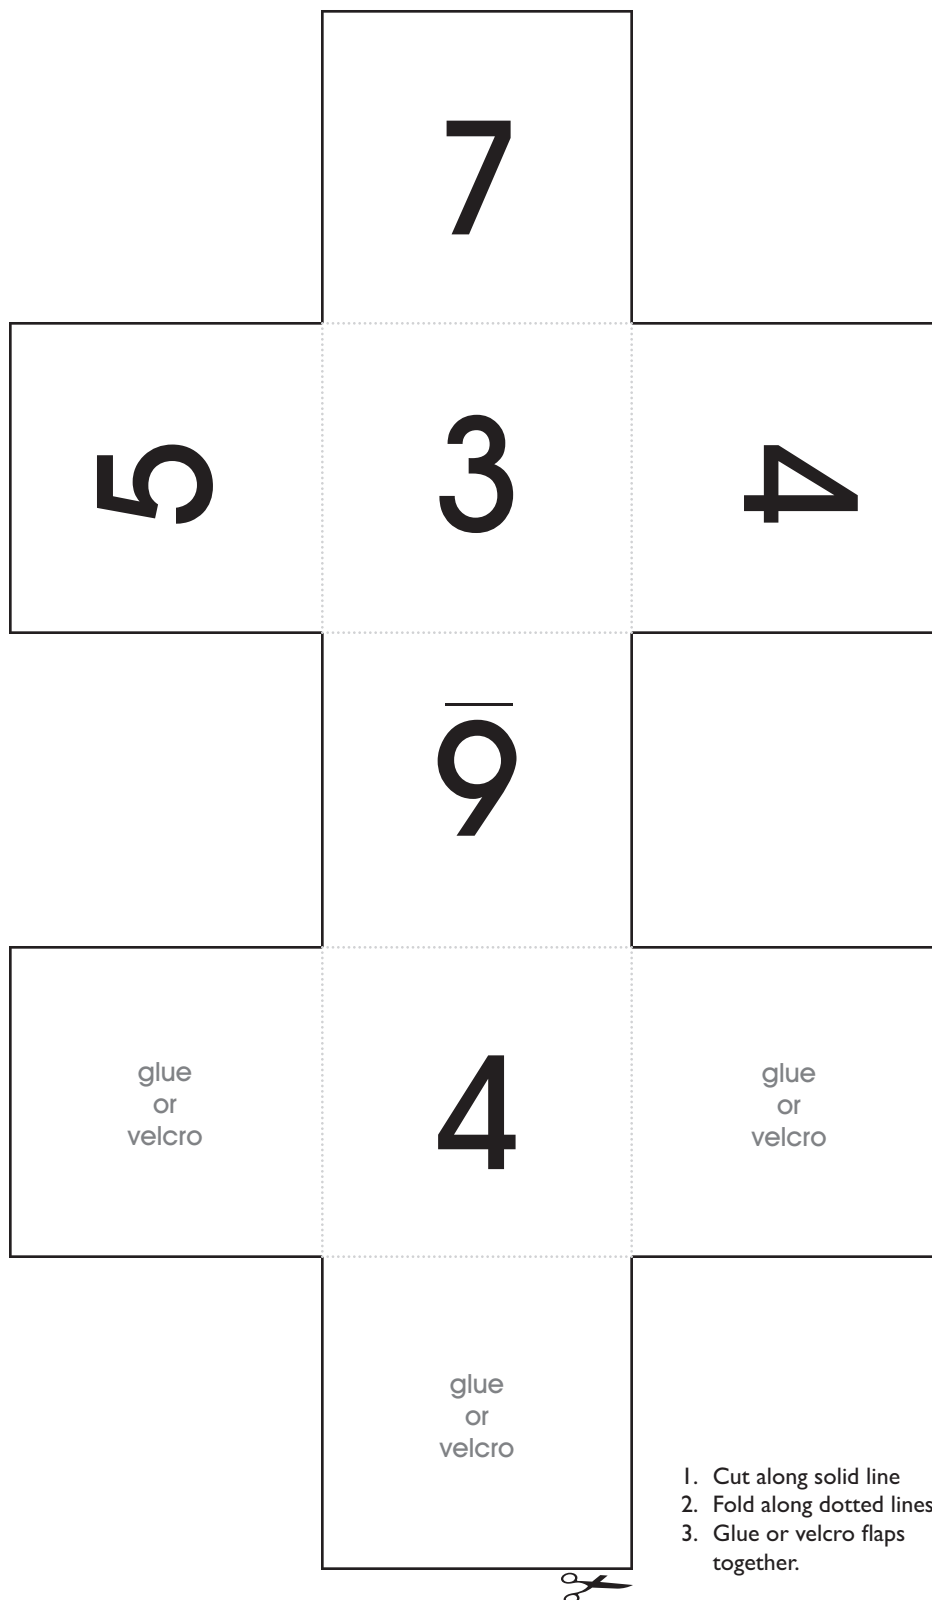 7
5 3 4
6
glue
or
velcro
4
glue
or
velcro
glue
or
velcro
1. Cut along solid line
2. Fold along dotted lines
3. Glue or velcro flaps
together.